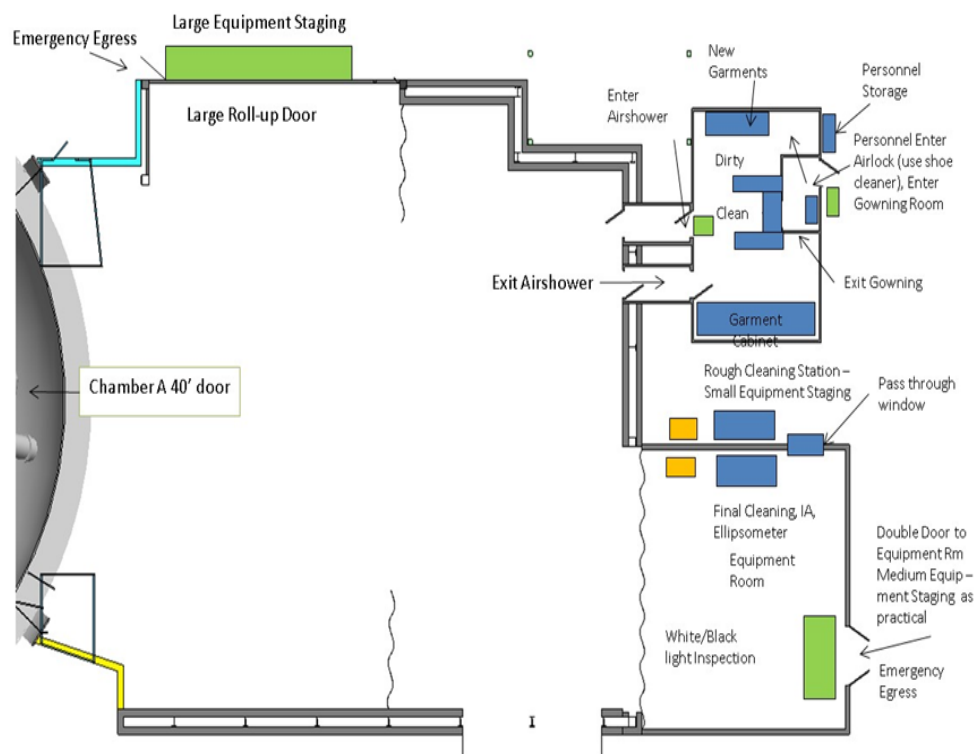 Large Equipment Staging
Emergency Egress
Large Roll-up Door
New
Garments
Personnel
Storage
Enter
Airshower
Personnel Enter
Airlock (use shoe
cleaner), Enter
Gowning Room
Dirty
Clean
Exit Airshower
Exit Gowning
Garment
Cabinet
Chamber A 40’ door
Rough Cleaning Station –
Small Equipment Staging
Pass through
window
Final Cleaning, IA,
Ellipsometer
Equipment
Room
Double Door to
Equipment Rm
Medium Equip –
ment Staging as
practical
White/Black
light Inspection
Emergency
Egress